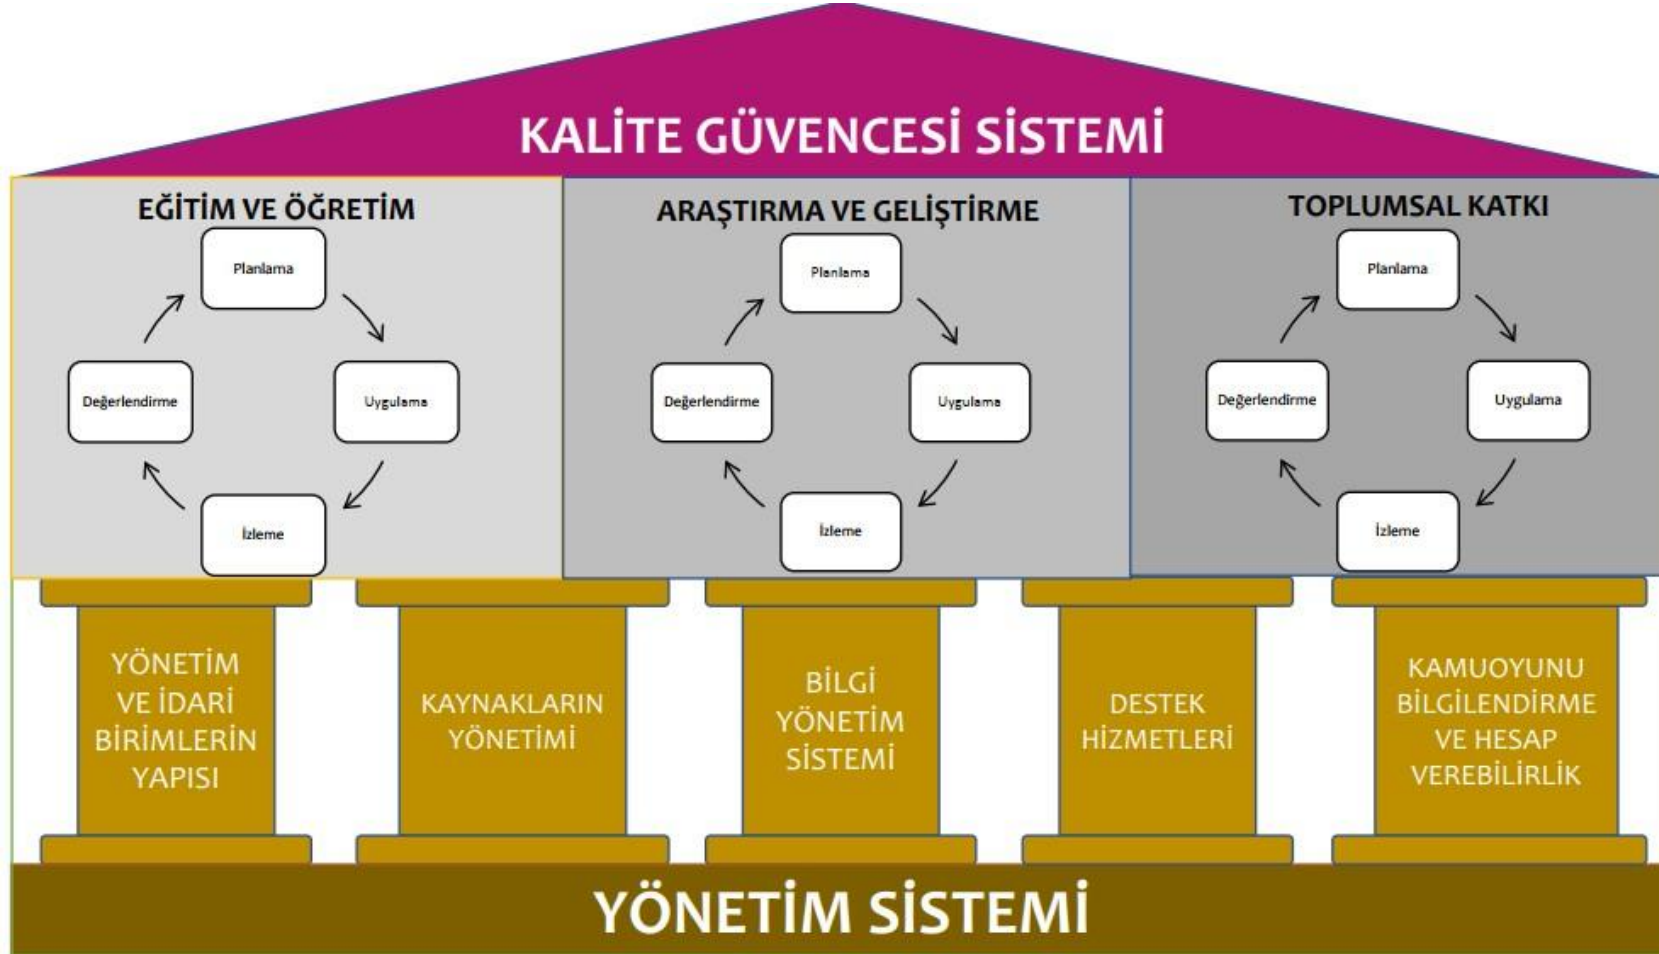 KALİTE GÜVENCESİ SİSTEMİ
EĞİTİM VE ÖĞRETİM
Planlama
Değerlendirme
Uygulama
İzleme
ARAŞTIRMA VE GELİŞTİRME
Planlama
Değerlendirme
Uygulama
İzleme
TOPLUMSAL KATKI
Planlama
Değerlendirme
Uygulama
İzleme
YÖNETİM
VE İDARİ
BİRİMLERİN
YAPISI
KAYNAKLARIN
YÖNETİMİ
BİLGİ
YÖNETİM
SİSTEMİ
DESTEK
HİZMETLERİ
KAMUOYUNU
BİLGİLENDİRME
VE HESAP
VEREBİLİRLİK
YÖNETİM SİSTEMİ